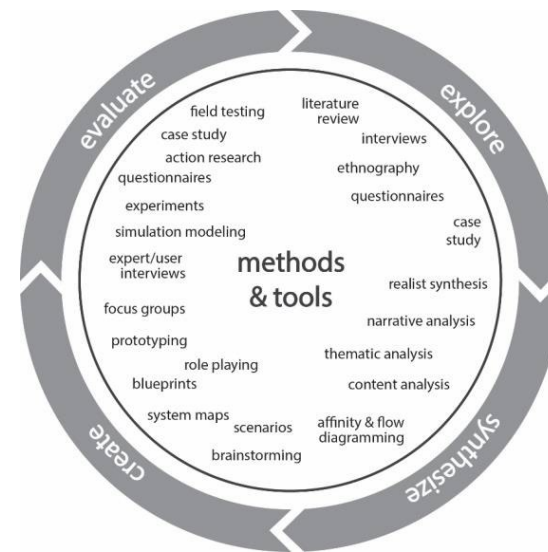 evaluate
explore
synthesize
create
methods
& tools
literature
review
interviews
ethnography
questionnaires
case
study
realist synthesis
narrative analysis
thematic analysis
content analysis
affinity & flow
diagramming
brainstorming
scenarios
system maps
blueprints
role playing
prototyping
focus groups
expert/user
interviews
simulation modeling
experiments
questionnaires
action research
case study
field testing